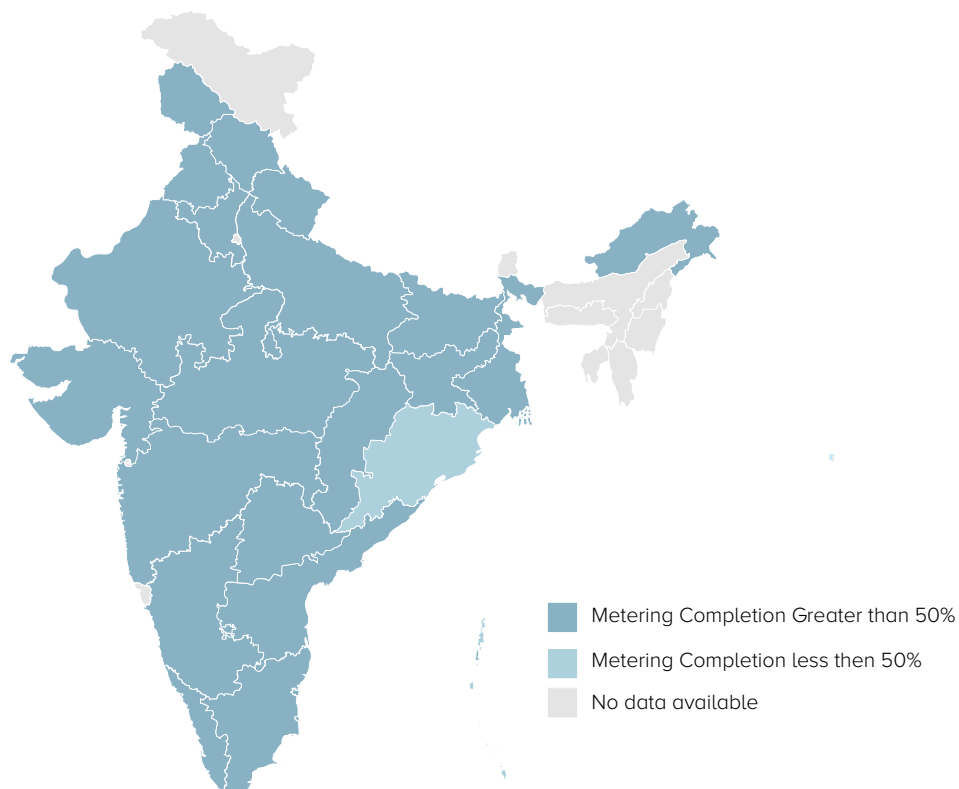 Metering Completion Greater than 50%
Metering Completion less then 50%
No data available